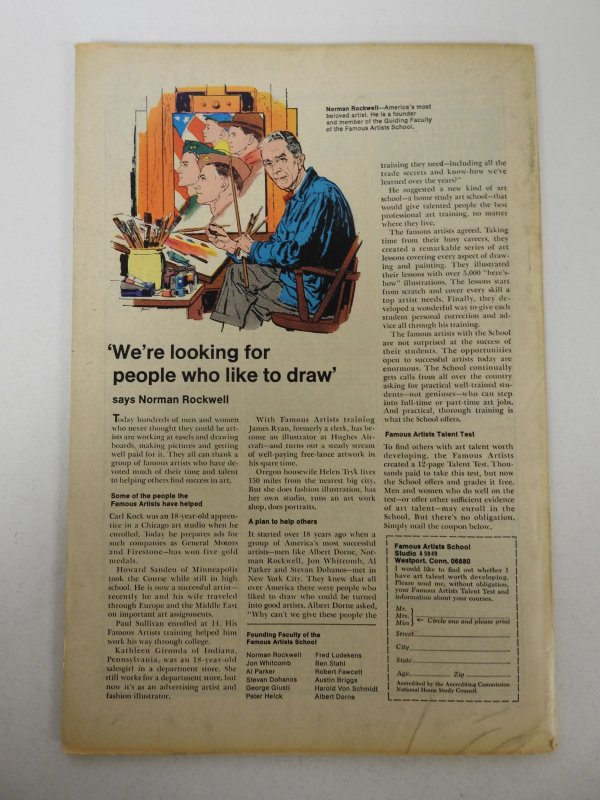 Norman Rockwell—America's most
beloved artist. He is a founder
and member of the Guiding Faculty
of the Famous Artists School.
'We're looking for
people who like to draw'
says Norman Rockwell
Today hundreds of men and women
who never thought they could be art-
ists are working at easels and drawing
boards, making pictures and getting
well paid for it. They all can thank a
group of famous artists who have de-
voted much of their time and talent
to helping others find success in art.
Some of the people the
Famous Artists have helped
Carl Kock was an 18-year-old appren-
tice in a Chicago art studio when he
enrolled. Today he prepares ads for
such companies as General Motors
and Firestone—has won five gold
medals.
Howard Sanden of Minneapolis
took the Course while still in high
school. He is now a successful artist—
recently he and his wife traveled
through Europe and the Middle East
on important art assignments.
Paul Sullivan enrolled at 14. His
Famous Artists training helped him
work his way through college.
Kathleen Gironda of Indiana,
Pennsylvania, was an 18-year-old
salesgirl in a department store. She
still works for a department store, but
now it's as an advertising artist and
fashion illustrator.
With Famous Artists training
James Ryan, formerly a clerk, has be-
come an illustrator at Hughes Air-
craft—and turns out a steady stream
of well-paying free-lance artwork in
his spare time.
Oregon housewife Helen Tryk lives
150 miles from the nearest big city.
But she does fashion illustration, has
her own studio, runs an art work
shop, does portraits.
A plan to help others
It started over 18 years ago when a
group of America's most successful
artists—men like Albert Dorne, Nor-
man Rockwell, Jon Whitcomb, Al
Parker and Stevan Dohanos—met in
New York City. They knew that all
over America there were people who
liked to draw who could be turned
into good artists. Albert Dorne asked,
"Why can't we give these people the
Founding Faculty of the
Famous Artists School
Norman Rockwell
Jon Whitcomb
Al Parker
Stevan Dohanos
George Giusti
Peter Helck
Fred Ludekens
Ben Stahl
Robert Fawcett
Austin Briggs
Harold Von Schmidt
Albert Dorne
training they need—including all the
trade secrets and know-how we've
learned over the years?"
He suggested a new kind of art
school—a home study art school—that
would give talented people the best
professional art training, no matter
where they live.
The famous artists agreed. Taking
time from their busy careers, they
created a remarkable series of art
lessons covering every aspect of draw-
ing and painting. They illustrated
their lessons with over 5,000 "here's-
how" illustrations. The lessons start
from scratch and cover every skill a
top artist needs. Finally, they de-
veloped a wonderful way to give each
student personal correction and ad-
vice all through his training.
The famous artists with the School
are not surprised at the success of
their students. The opportunities
open to successful artists today are
enormous. The School continually
gets calls from all over the country
asking for practical well-trained stu-
dents—not geniuses—who can step
into full-time or part-time art jobs.
And practical, thorough training is
what the School offers.
Famous Artists Talent Test
To find others with art talent worth
developing, the Famous Artists
created a 12-page Talent Test. Thou-
sands paid to take this test, but now
the School offers and grades it free.
Men and women who do well on the
test—or offer other sufficient evidence
of art talent—may enroll in the
School. But there's no obligation.
Simply mail the coupon below.
Famous Artists School
Studio A5949
Westport, Conn. 06880
I would like to find out whether I
have art talent worth developing.
Please send me, without obligation,
your Famous Artists Talent Test and
information about your courses.
Mr.
Mrs.
Miss ← Circle one and please print
Street
City
State
Age Zip
Accredited by the Accrediting Commission
National Home Study Council